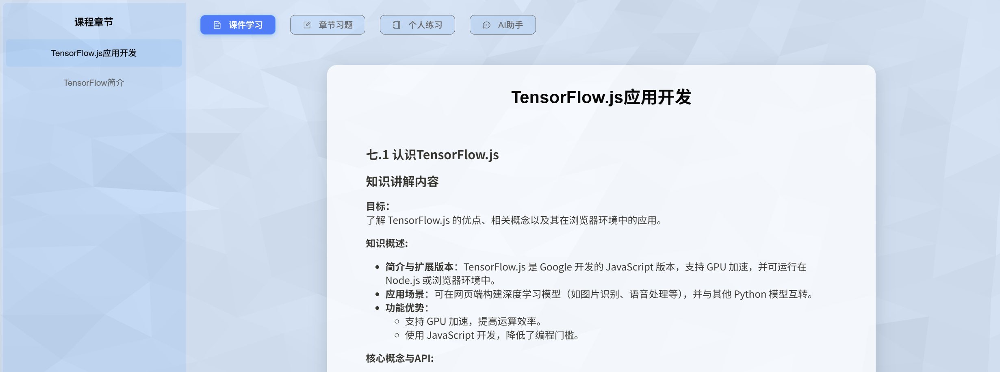 课程章节
TensorFlow.js应用开发
TensorFlow简介
课件学习
章节习题
个人练习
AI助手
TensorFlow.js应用开发
七.1 认识TensorFlow.js
知识讲解内容
目标：
了解 TensorFlow.js 的优点、相关概念以及其在浏览器环境中的应用。
知识概述:
简介与扩展版本：TensorFlow.js 是 Google 开发的 JavaScript 版本，支持 GPU 加速，并可运行在
Node.js 或浏览器环境中。
应用场景：可在网页端构建深度学习模型（如图片识别、语音处理等），并与其他 Python 模型互转。
功能优势：
支持 GPU 加速，提高运算效率。
使用 JavaScript 开发，降低了编程门槛。
核心概念与API: